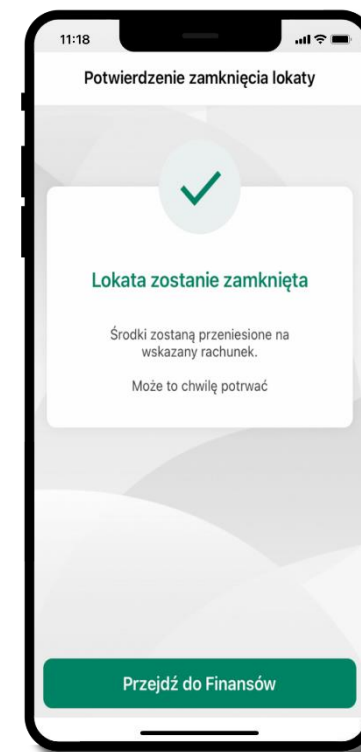 11:18
Potwierdzenie zamknięcia lokaty
Lokata zostanie zamknięta
Środki zostaną przeniesione na
wskazany rachunek.
Może to chwilę potrwać
Przejdź do Finansów